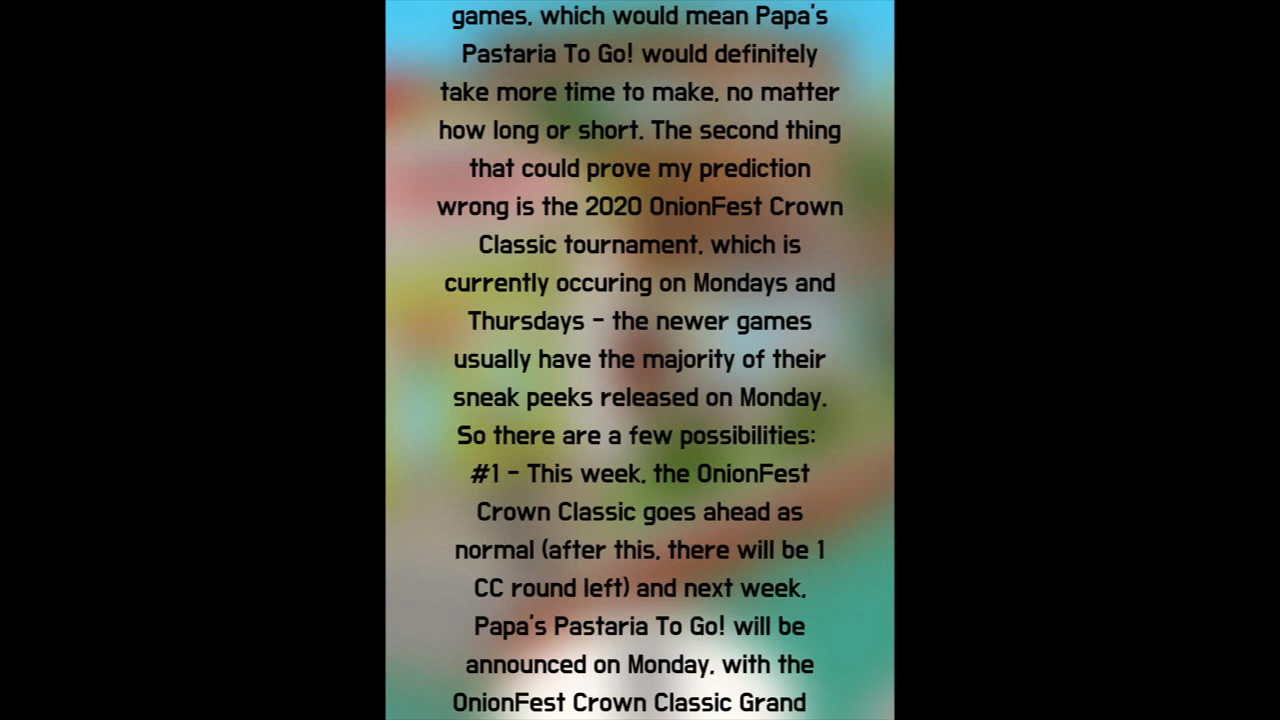 games, which would mean Papa's
Pastaria To Go! would definitely
take more time to make, no matter
how long or short. The second thing
that could prove my prediction
wrong is the 2020 OnionFest Crown
Classic tournament, which is
currently occuring on Mondays and
Thursdays - the newer games
usually have the majority of their
sneak peeks released on Monday.
So there are a few possibilities:
#1 - This week, the OnionFest
Crown Classic goes ahead as
normal (after this, there will be 1
CC round left) and next week,
Papa's Pastaria To Go! will be
announced on Monday, with the
OnionFest Crown Classic Grand